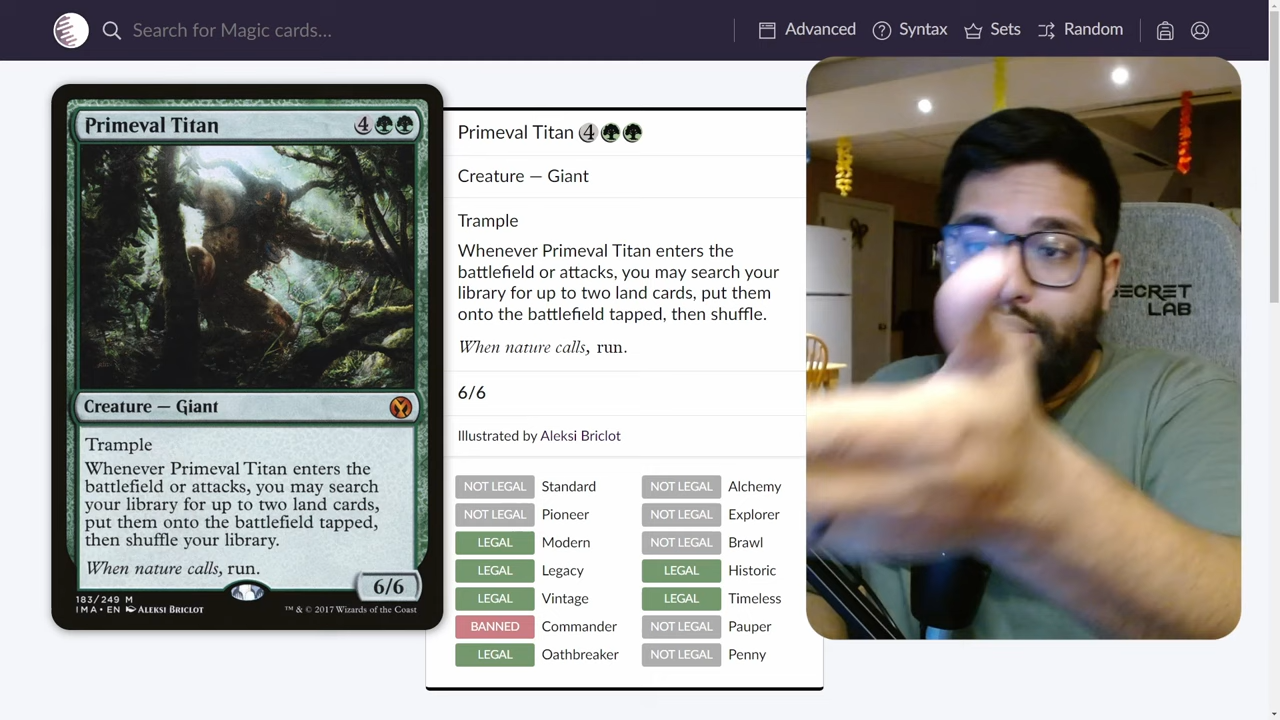 Search for Magic cards...
Advanced
Syntax
Sets
Random
Primeval Titan 4
Creature — Giant
Trample
Whenever Primeval Titan enters the
battlefield or attacks, you may search
your library for up to two land cards,
put them onto the battlefield tapped,
then shuffle your library.
When nature calls, run.
6/6
183/249 M
IMA • EN Aleksi Briclot
™ & © 2017 Wizards of the Coast
Primeval Titan 4
Creature — Giant
Trample
Whenever Primeval Titan enters the
battlefield or attacks, you may search your
library for up to two land cards, put them
onto the battlefield tapped, then shuffle.
When nature calls, run.
6/6
Illustrated by Aleksi Briclot
NOT LEGAL Standard NOT LEGAL Alchemy
NOT LEGAL Pioneer NOT LEGAL Explorer
LEGAL Modern NOT LEGAL Brawl
LEGAL Legacy LEGAL Historic
LEGAL Vintage LEGAL Timeless
BANNED Commander NOT LEGAL Pauper
LEGAL Oathbreaker NOT LEGAL Penny
SECRET
LAB